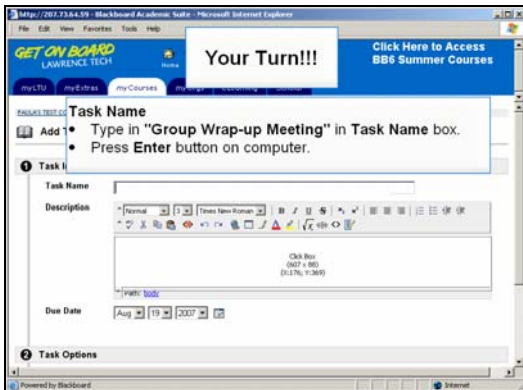 http://207.73.64.59 - Blackboard Academic Suite - Microsoft Internet Explorer
File Edit View Favorites Tools Help
GET ON BOARD
LAWRENCE TECH
Home
Your Turn!!!
Click Here to Access
BB6 Summer Courses
myLTU myExtras myCourses
Task Name
• Type in "Group Wrap-up Meeting" in Task Name box.
• Press Enter button on computer.
Add T
1 Task I
Task Name
Description
Normal 3 Times New Roman B I U S
Click Box
(607 x 88)
(X:176, Y:369)
Path: body
Due Date Aug 19 2007
2 Task Options
Powered by Blackboard
Internet